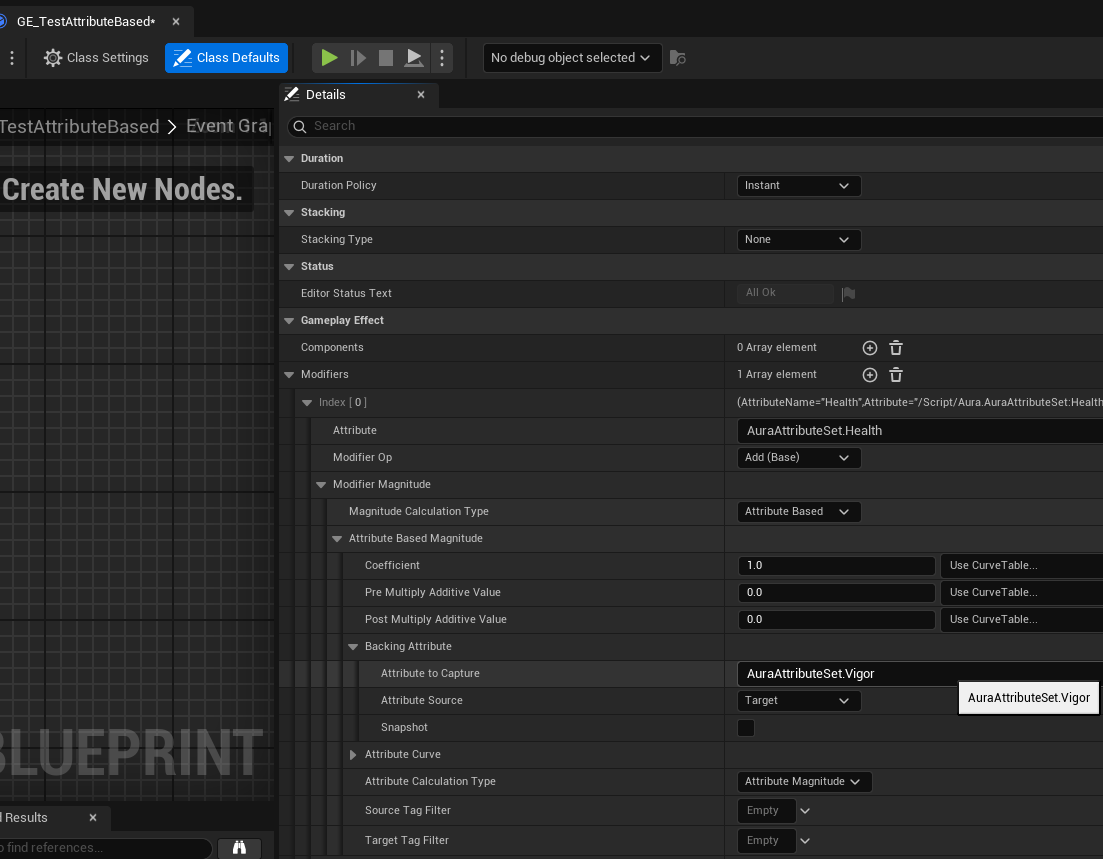 GE_TestAttributeBased*
Class Settings
Class Defaults
No debug object selected
Details
TestAttributeBased > Event Gra
Search
Create New Nodes.
Duration
Duration Policy
Instant
Stacking
Stacking Type
None
Status
Editor Status Text
All Ok
Gameplay Effect
Components
0 Array element
Modifiers
1 Array element
Index [ 0 ]
(AttributeName="Health",Attribute="/Script/Aura.AuraAttributeSet:Health
Attribute
AuraAttributeSet.Health
Modifier Op
Add (Base)
Modifier Magnitude
Magnitude Calculation Type
Attribute Based
Attribute Based Magnitude
Coefficient
1.0
Use CurveTable...
Pre Multiply Additive Value
0.0
Use CurveTable...
Post Multiply Additive Value
0.0
Use CurveTable...
Backing Attribute
Attribute to Capture
AuraAttributeSet.Vigor
Attribute Source
Target
AuraAttributeSet.Vigor
Snapshot
BLUEPRINT
Attribute Curve
Attribute Calculation Type
Attribute Magnitude
Source Tag Filter
Empty
Target Tag Filter
Empty
d Results
o find references...